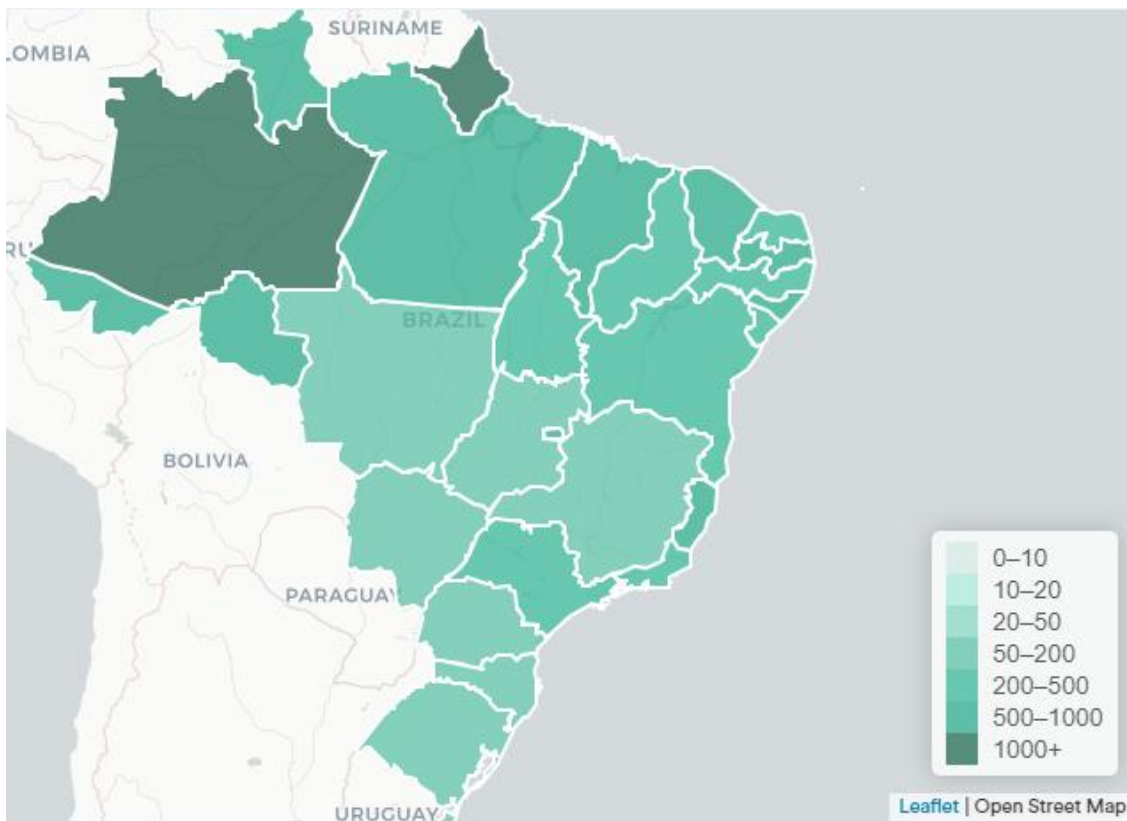 SURINAME
LOMBIA
BRAZIL
BOLIVIA
PARAGUAY
URUGUAY
0–10
10–20
20–50
50–200
200–500
500–1000
1000+
Leaflet | Open Street Map